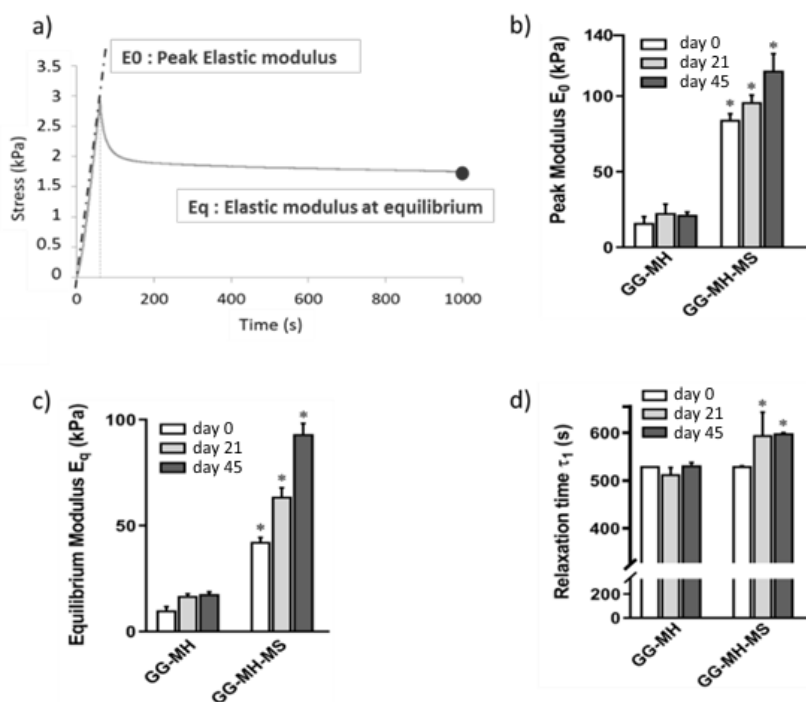 a)
E0 : Peak Elastic modulus
Eq : Elastic modulus at equilibrium
Stress (kPa)
3.5
3
2.5
2
1.5
1
0.5
0
0
200
400
600
800
1000
Time (s)
b)
day 0
day 21
day 45
Peak Modulus E₀ (kPa)
140
100
50
0
*
*
*
GG-MH
GG-MH-MS
c)
day 0
day 21
day 45
Equilibrium Modulus Eq (kPa)
100
50
0
*
*
*
GG-MH
GG-MH-MS
d)
day 0
day 21
day 45
Relaxation time τ₁ (s)
600
500
400
200
0
*
*
GG-MH
GG-MH-MS